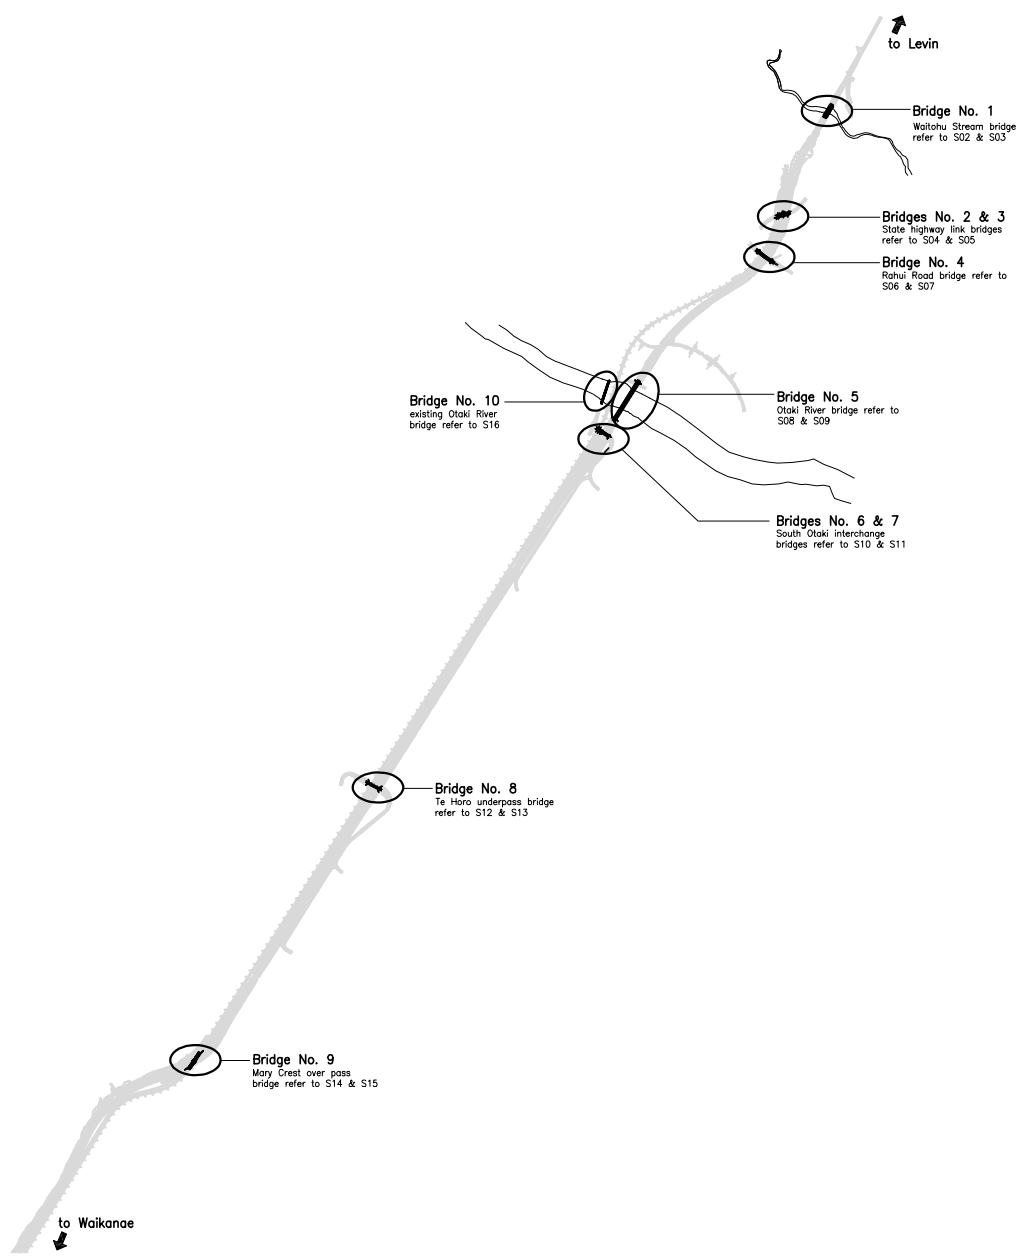 to Levin
Bridge No. 1
Waitohu Stream bridge
refer to S02 & S03
Bridges No. 2 & 3
State highway link bridges
refer to S04 & S05
Bridge No. 4
Rahui Road bridge refer to
S06 & S07
Bridge No. 10
existing Otaki River
bridge refer to S16
Bridge No. 5
Otaki River bridge refer to
S08 & S09
Bridges No. 6 & 7
South Otaki interchange
bridges refer to S10 & S11
Bridge No. 8
Te Horo underpass bridge
refer to S12 & S13
Bridge No. 9
Mary Crest over pass
bridge refer to S14 & S15
to Waikanae